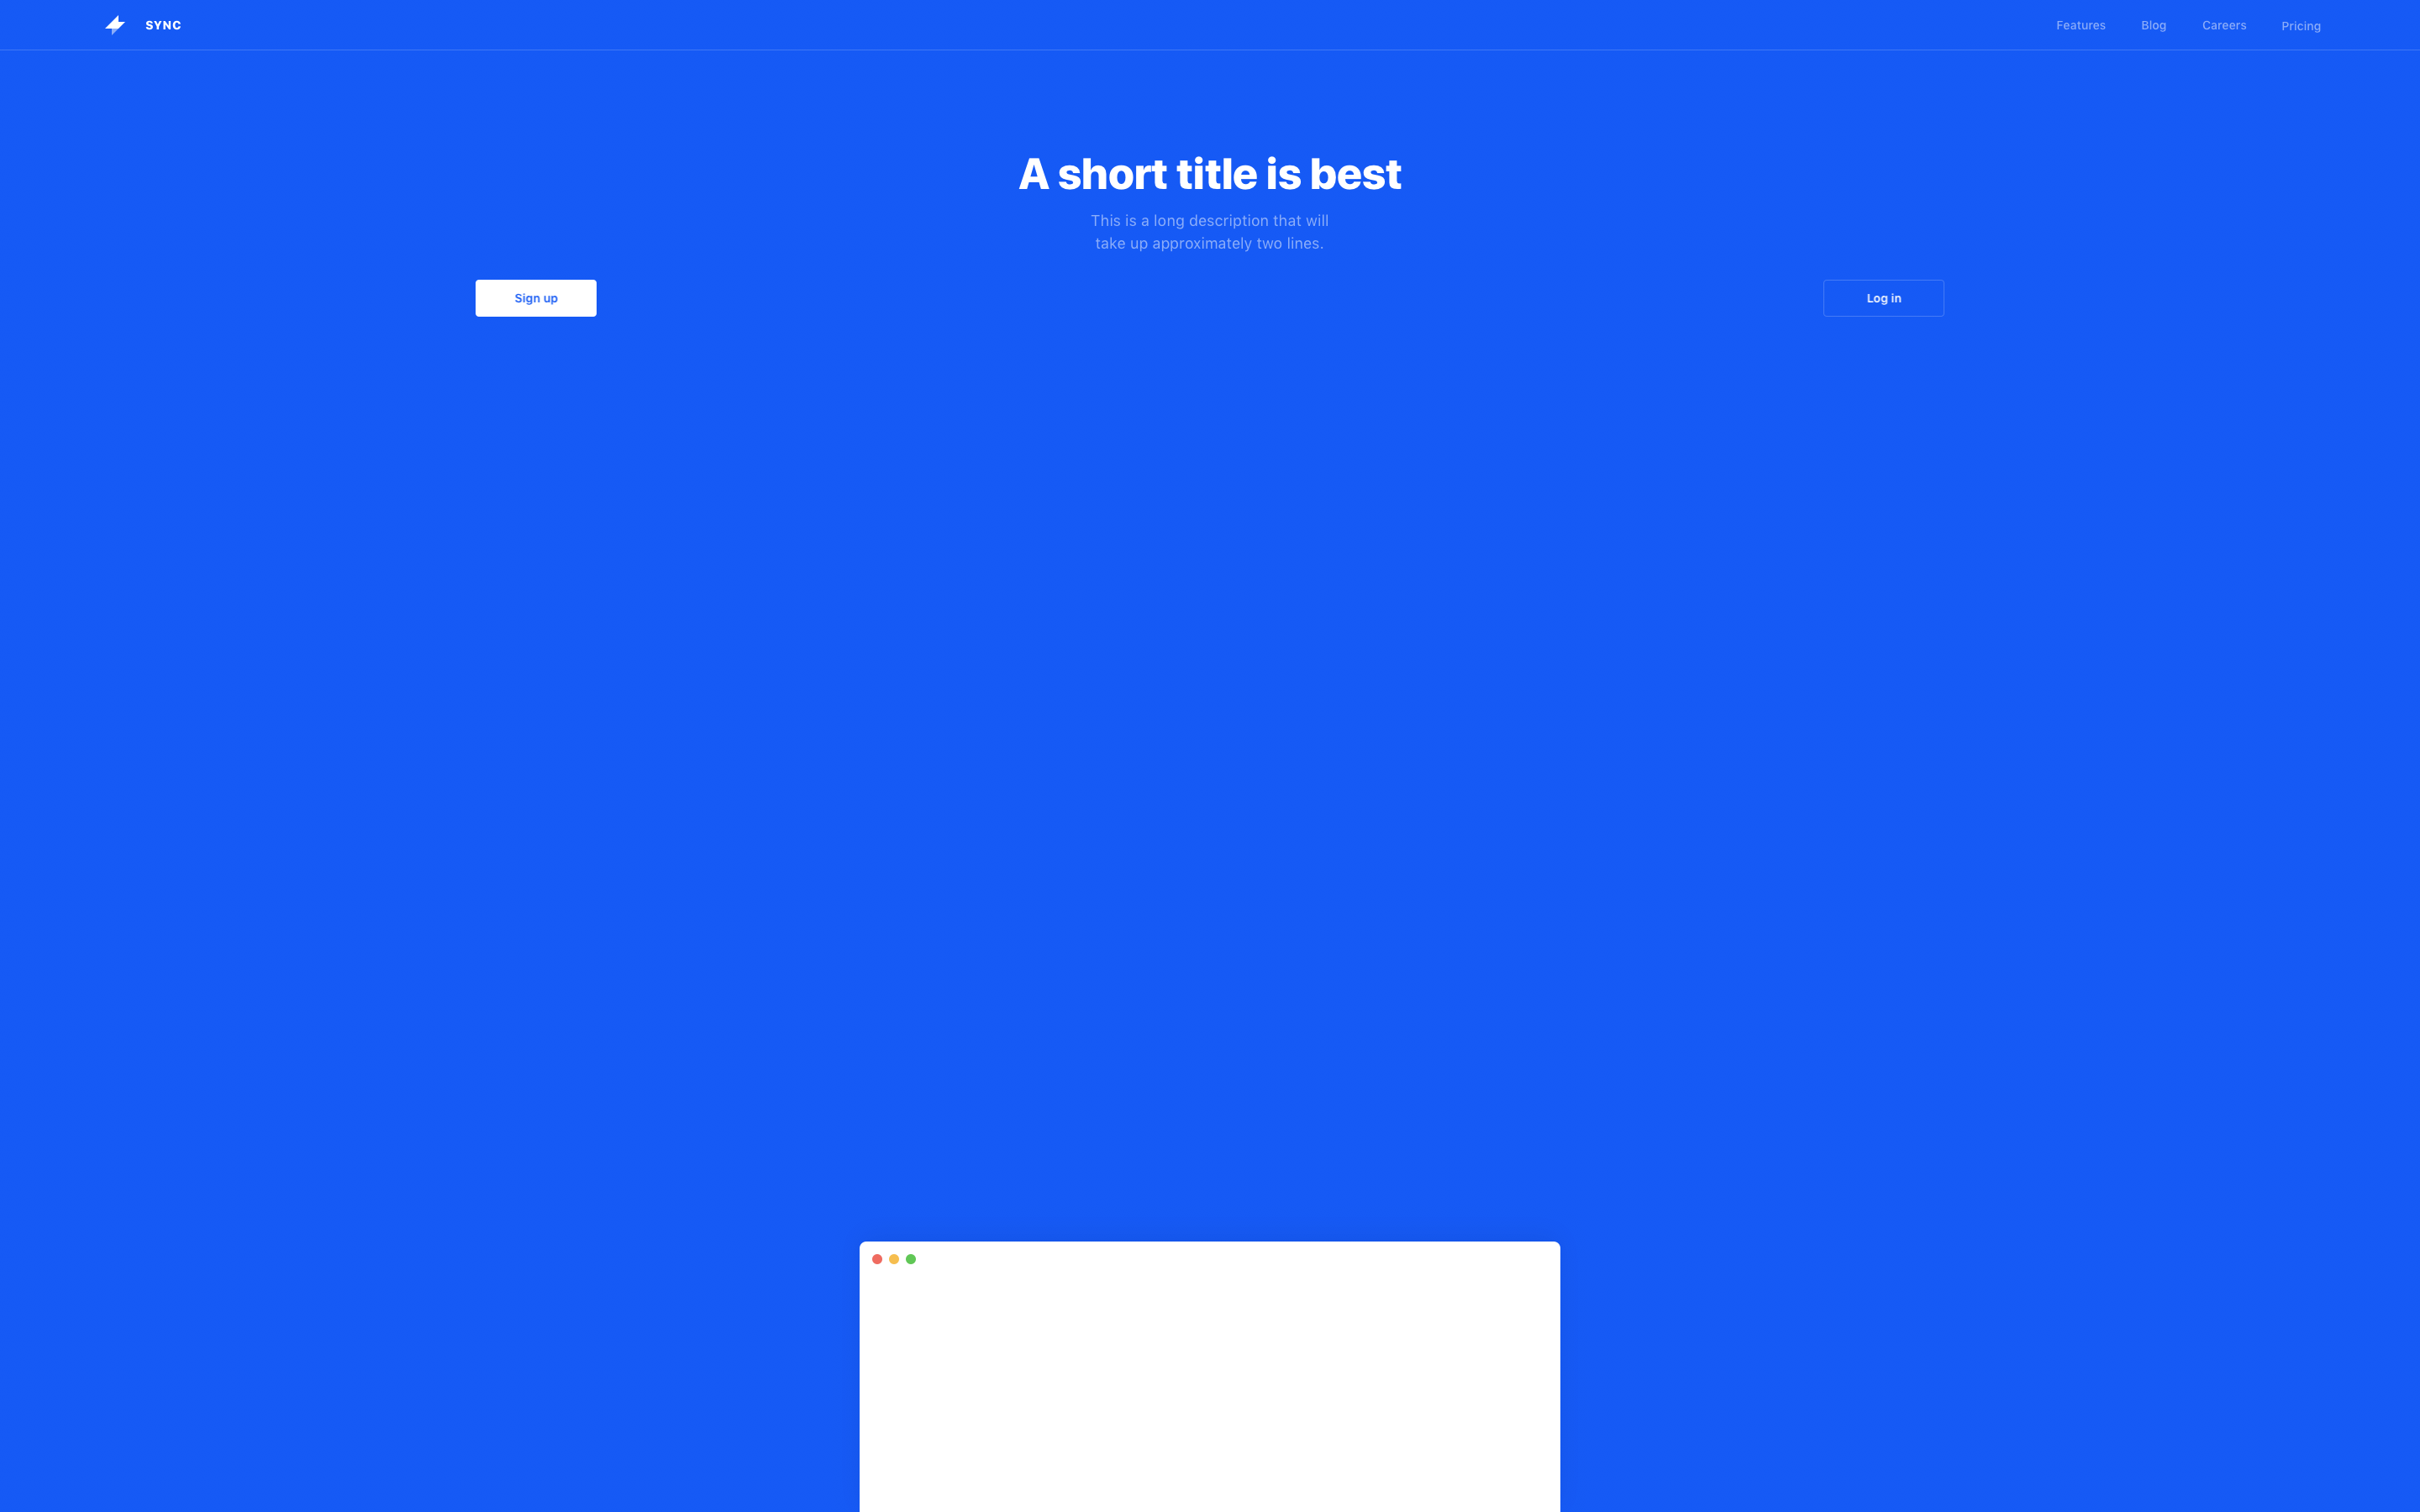 SYNC
Features Blog Careers Pricing
A short title is best
This is a long description that will
take up approximately two lines.
Sign up
Log in